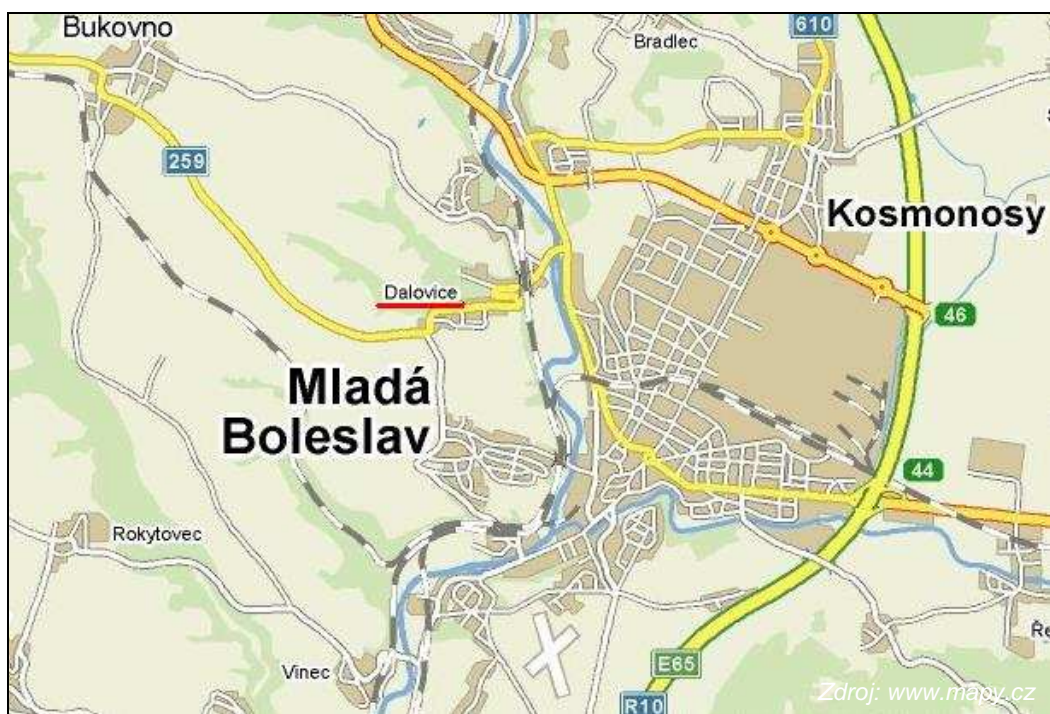 Bukovno
610
Bradlec
259
Kosmonosy
Dalovice
46
Mladá
Boleslav
44
Rokytovec
Vinec
E65
R10
Zdroj: www.mapy.cz